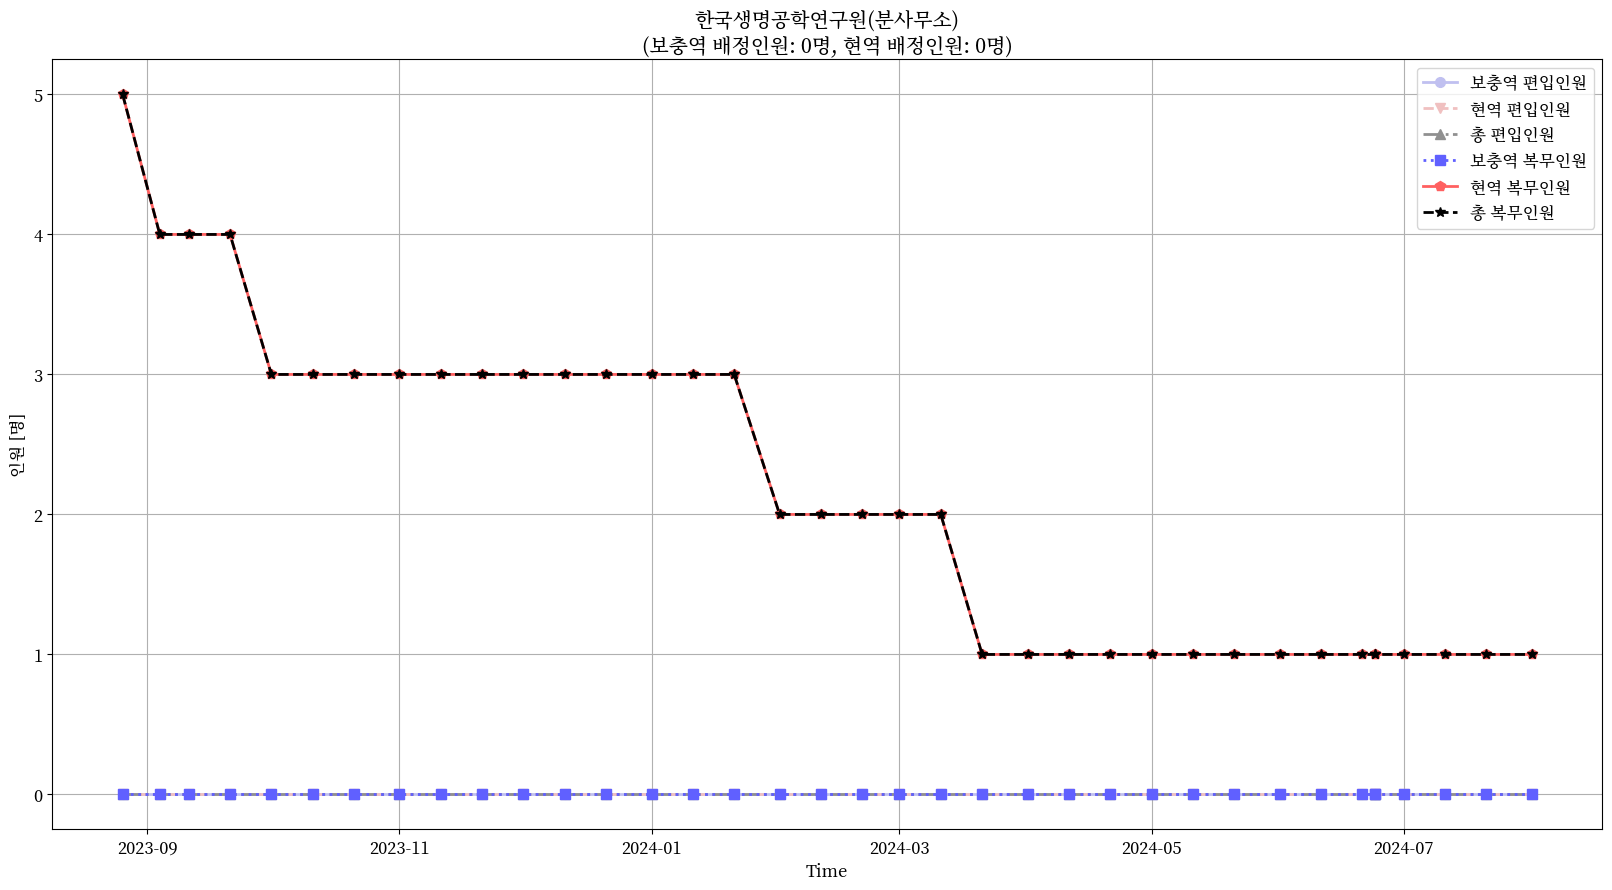 한국생명공학연구원(분사무소)
(보충역 배정인원: 0명, 현역 배정인원: 0명)
보충역 편입인원
현역 편입인원
총 편입인원
보충역 복무인원
현역 복무인원
총 복무인원
인원 [명]
5
4
3
2
1
0
2023-09
2023-11
2024-01
2024-03
2024-05
2024-07
Time